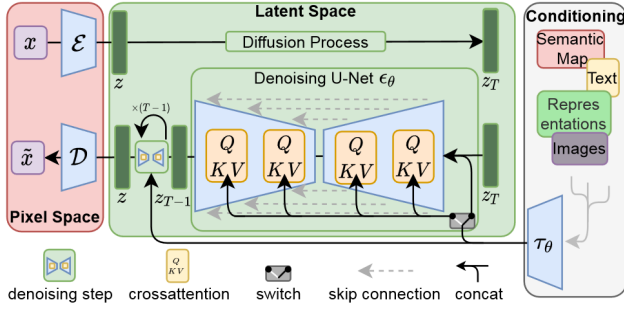 Latent Space
Conditioning
x
ℰ
Diffusion Process
z
z_T
Semantic
Map
Text
Repres
entations
Images
Denoising U-Net ϵ_θ
×(T−1)
Q
KV
Q
KV
Q
KV
Q
KV
x̃
𝒟
z
z_{T−1}
z_T
Pixel Space
τ_θ
Q
KV
denoising step
crossattention
switch
skip connection
concat